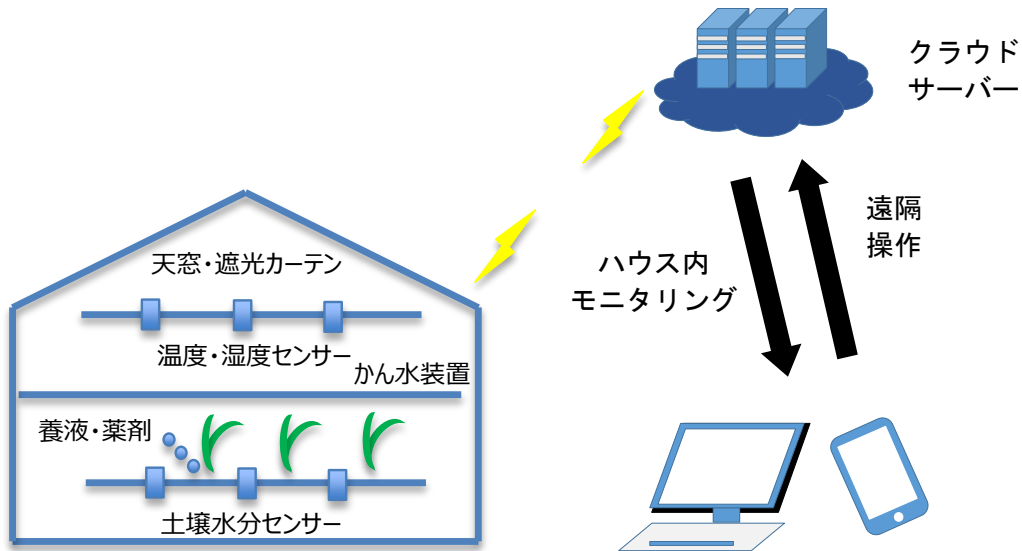 クラウド
サーバー
遠隔
操作
ハウス内
モニタリング
天窓・遮光カーテン
温度・湿度センサー
かん水装置
養液・薬剤
土壌水分センサー